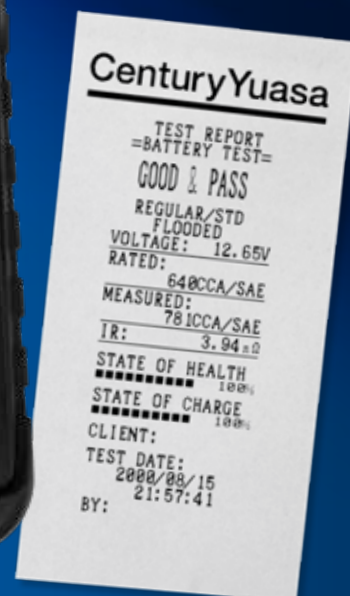 CenturyYuasa
TEST REPORT
=BATTERY TEST=
GOOD & PASS
REGULAR/STD
FLOODED
VOLTAGE: 12.65V
RATED:
640CCA/SAE
MEASURED:
781CCA/SAE
IR: 3.94mΩ
STATE OF HEALTH
100%
STATE OF CHARGE
100%
CLIENT:
TEST DATE:
2000/08/15
21:57:41
BY: